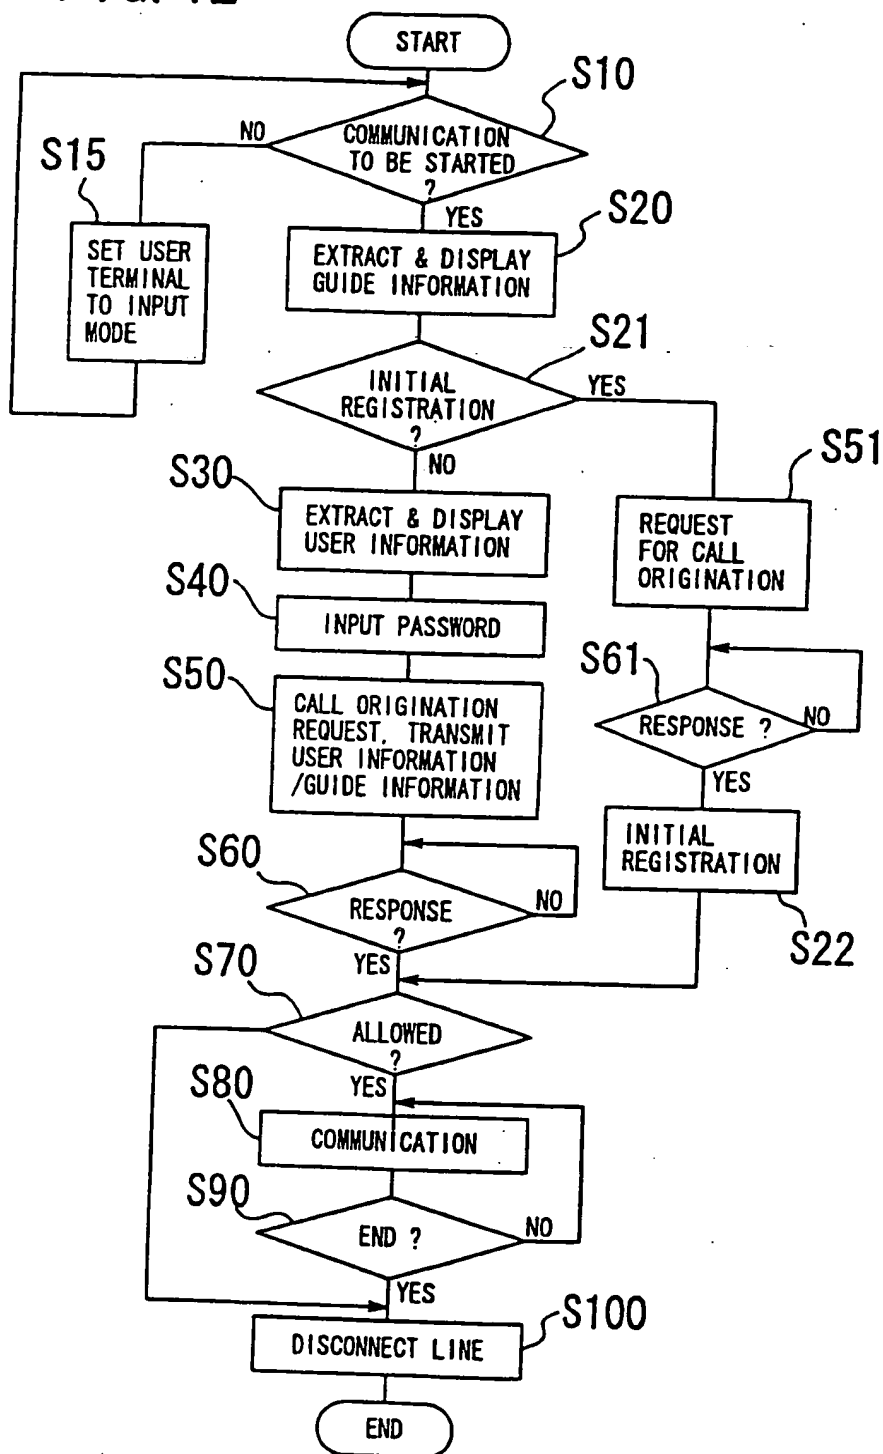 START
S10
COMMUNICATION
TO BE STARTED
?
NO
YES
S15
SET USER
TERMINAL
TO INPUT
MODE
S20
EXTRACT & DISPLAY
GUIDE INFORMATION
S21
INITIAL
REGISTRATION
?
YES
NO
S30
EXTRACT & DISPLAY
USER INFORMATION
S40
INPUT PASSWORD
S50
CALL ORIGINATION
REQUEST, TRANSMIT
USER INFORMATION
/GUIDE INFORMATION
S51
REQUEST
FOR CALL
ORIGINATION
S61
RESPONSE ?
NO
YES
INITIAL
REGISTRATION
S22
S60
RESPONSE
?
NO
YES
S70
ALLOWED
?
YES
S80
COMMUNICATION
S90
END ?
NO
YES
S100
DISCONNECT LINE
END